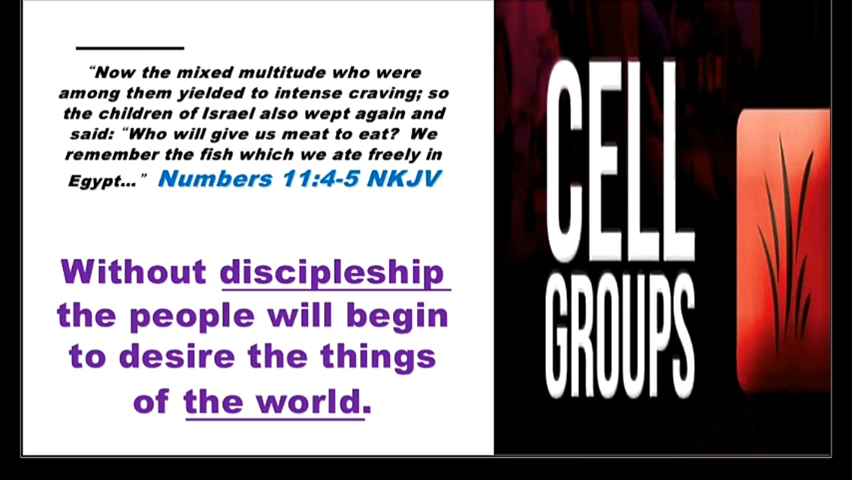 "Now the mixed multitude who were
among them yielded to intense craving; so
the children of Israel also wept again and
said: "Who will give us meat to eat? We
remember the fish which we ate freely in
Egypt..." Numbers 11:4-5 NKJV
Without discipleship
the people will begin
to desire the things
of the world.
CELL
GROUPS